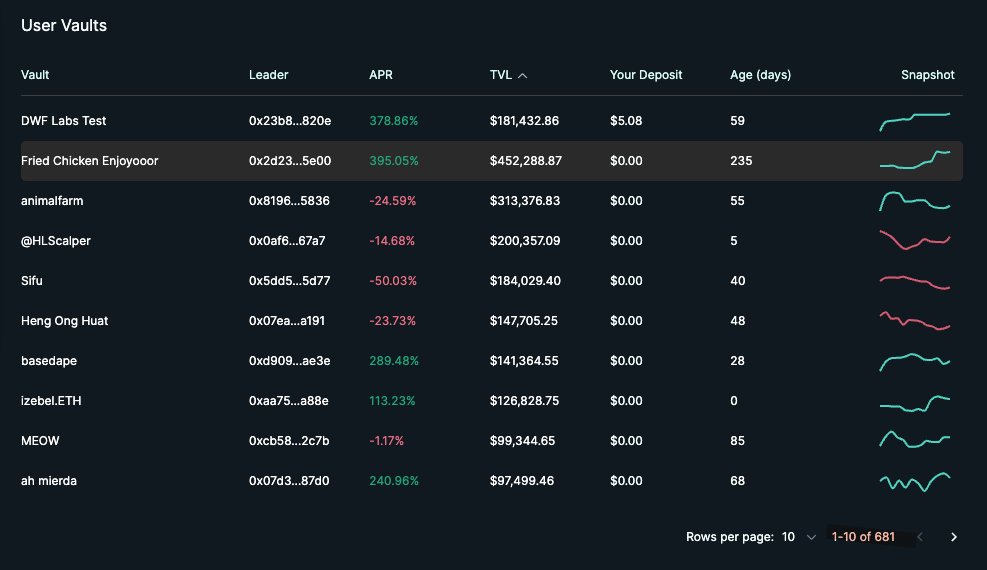 User Vaults
Vault Leader APR TVL Your Deposit Age (days) Snapshot
DWF Labs Test 0x23b8...820e 378.86% $181,432.86 $5.08 59
Fried Chicken Enjoyooor 0x2d23...5e00 395.05% $452,288.87 $0.00 235
animalfarm 0x8196...5836 -24.59% $313,376.83 $0.00 55
@HLScalper 0x0af6...67a7 -14.68% $200,357.09 $0.00 5
Sifu 0x5dd5...5d77 -50.03% $184,029.40 $0.00 40
Heng Ong Huat 0x07ea...a191 -23.73% $147,705.25 $0.00 48
basedape 0xd909...ae3e 289.48% $141,364.55 $0.00 28
izebel.ETH 0xaa75...a88e 113.23% $126,828.75 $0.00 0
MEOW 0xcb58...2c7b -1.17% $99,344.65 $0.00 85
ah mierda 0x07d3...87d0 240.96% $97,499.46 $0.00 68
Rows per page: 10 1-10 of 681